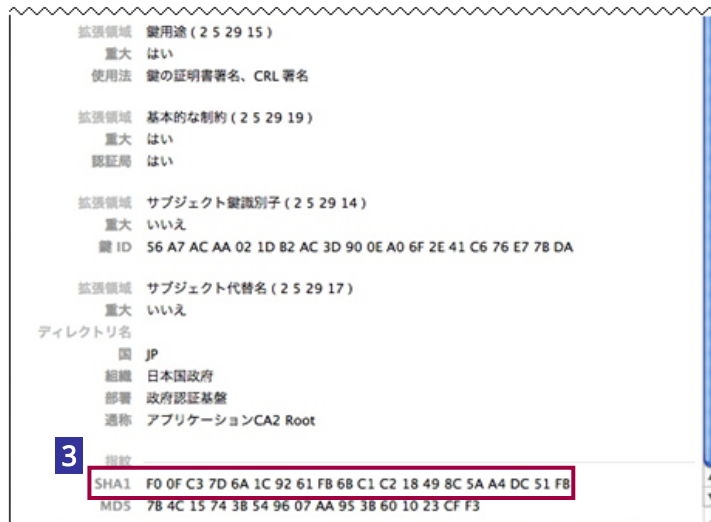 拡張領域 鍵用途 ( 2 5 29 15 )
重大 はい
使用法 鍵の証明書署名、CRL 署名
拡張領域 基本的な制約 ( 2 5 29 19 )
重大 はい
認証局 はい
拡張領域 サブジェクト鍵識別子 ( 2 5 29 14 )
重大 いいえ
鍵 ID 56 A7 AC AA 02 1D B2 AC 3D 90 0E A0 6F 2E 41 C6 76 E7 7B DA
拡張領域 サブジェクト代替名 ( 2 5 29 17 )
重大 いいえ
ディレクトリ名
国 JP
組織 日本国政府
部署 政府認証基盤
通称 アプリケーションCA2 Root
3
指紋
SHA1 F0 0F C3 7D 6A 1C 92 61 FB 6B C1 C2 18 49 8C 5A A4 DC 51 FB
MD5 7B 4C 15 74 3B 54 96 07 AA 95 3B 60 10 23 CF F3